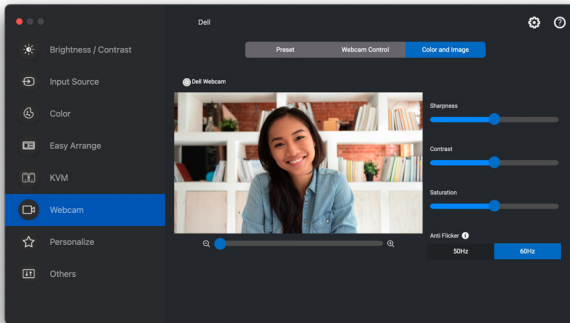 Dell
Brightness / Contrast
Input Source
Color
Easy Arrange
KVM
Webcam
Personalize
Others
Preset
Webcam Control
Color and Image
Dell Webcam
Sharpness
Contrast
Saturation
Anti Flicker
50Hz
60Hz